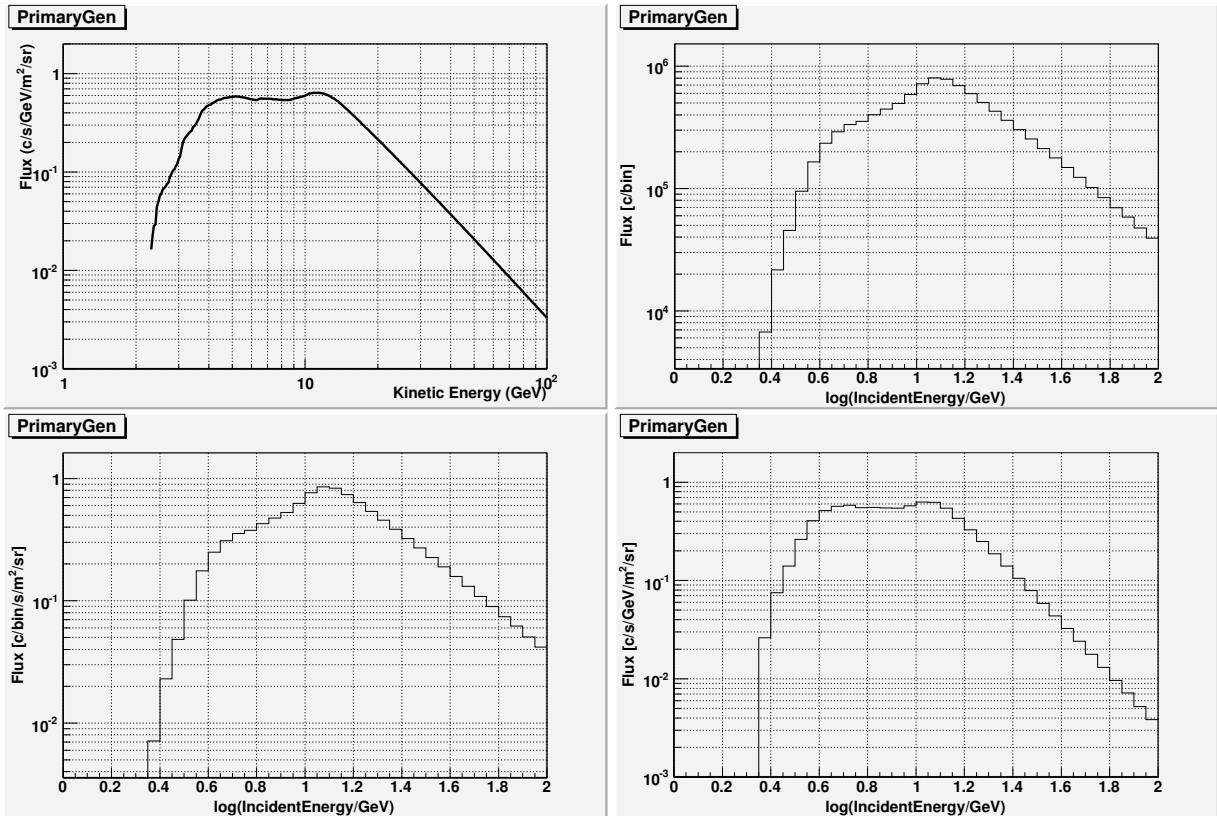 PrimaryGen
Flux (c/s/GeV/m²/sr)
1
10⁻¹
10⁻²
10⁻³
1 10 10²
Kinetic Energy (GeV)
PrimaryGen
Flux [c/bin]
10⁶
10⁵
10⁴
0 0.2 0.4 0.6 0.8 1 1.2 1.4 1.6 1.8 2
log(IncidentEnergy/GeV)
PrimaryGen
Flux [c/bin/s/m²/sr]
1
10⁻¹
10⁻²
0 0.2 0.4 0.6 0.8 1 1.2 1.4 1.6 1.8 2
log(IncidentEnergy/GeV)
PrimaryGen
Flux [c/s/GeV/m²/sr]
1
10⁻¹
10⁻²
10⁻³
0 0.2 0.4 0.6 0.8 1 1.2 1.4 1.6 1.8 2
log(IncidentEnergy/GeV)